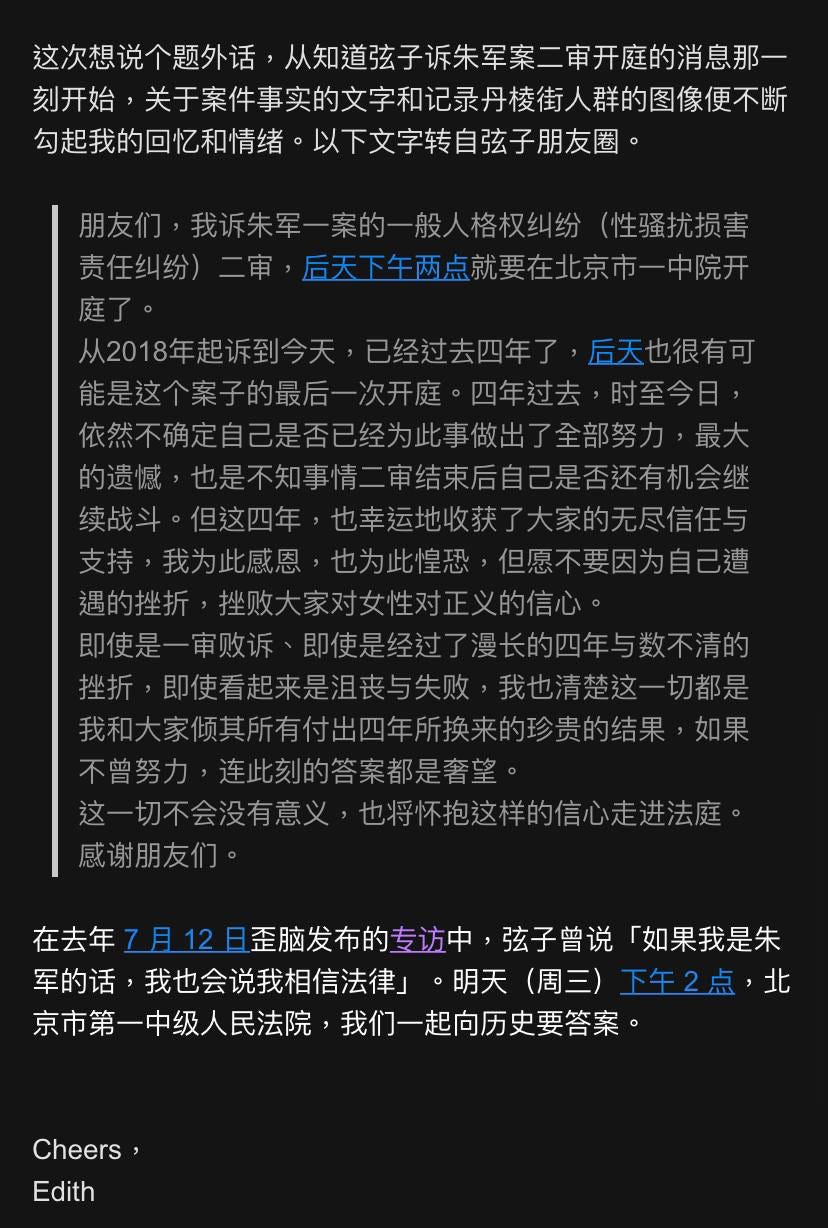 这次想说个题外话，从知道弦子诉朱军案二审开庭的消息那一
刻开始，关于案件事实的文字和记录丹棱街人群的图像便不断
勾起我的回忆和情绪。以下文字转自弦子朋友圈。
朋友们，我诉朱军一案的一般人格权纠纷（性骚扰损害
责任纠纷）二审，后天下午两点就要在北京市一中院开
庭了。
从2018年起诉到今天，已经过去四年了，后天也很有可
能是这个案子的最后一次开庭。四年过去，时至今日，
依然不确定自己是否已经为此事做出了全部努力，最大
的遗憾，也是不知事情二审结束后自己是否还有机会继
续战斗。但这四年，也幸运地收获了大家的无尽信任与
支持，我为此感恩，也为此惶恐，但愿不要因为自己遭
遇的挫折，挫败大家对女性对正义的信心。
即使是一审败诉、即使是经过了漫长的四年与数不清的
挫折，即使看起来是沮丧与失败，我也清楚这一切都是
我和大家倾其所有付出四年所换来的珍贵的结果，如果
不曾努力，连此刻的答案都是奢望。
这一切不会没有意义，也将怀抱这样的信心走进法庭。
感谢朋友们。
在去年 7 月 12 日歪脑发布的专访中，弦子曾说「如果我是朱
军的话，我也会说我相信法律」。明天（周三）下午 2 点，北
京市第一中级人民法院，我们一起向历史要答案。
Cheers，
Edith